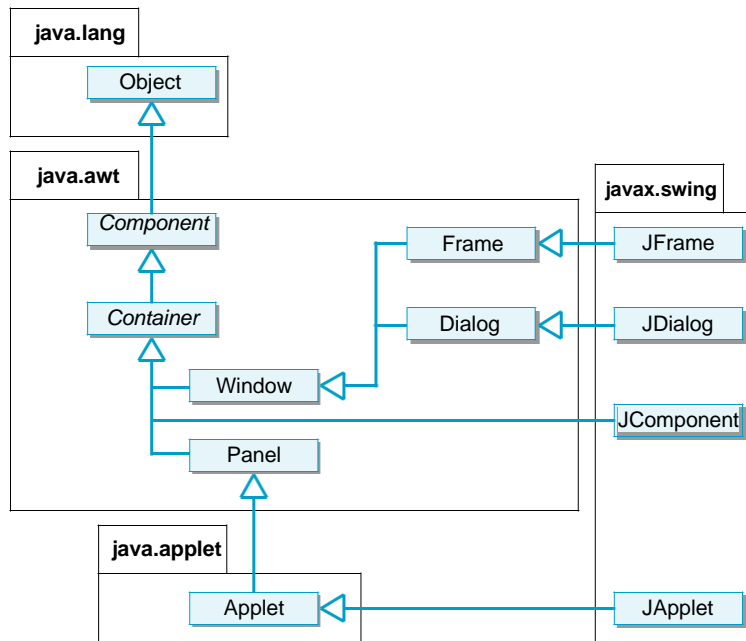 java.lang
Object
java.awt
javax.swing
Component
Frame
JFrame
Container
Dialog
JDialog
Window
JComponent
Panel
java.applet
Applet
JApplet